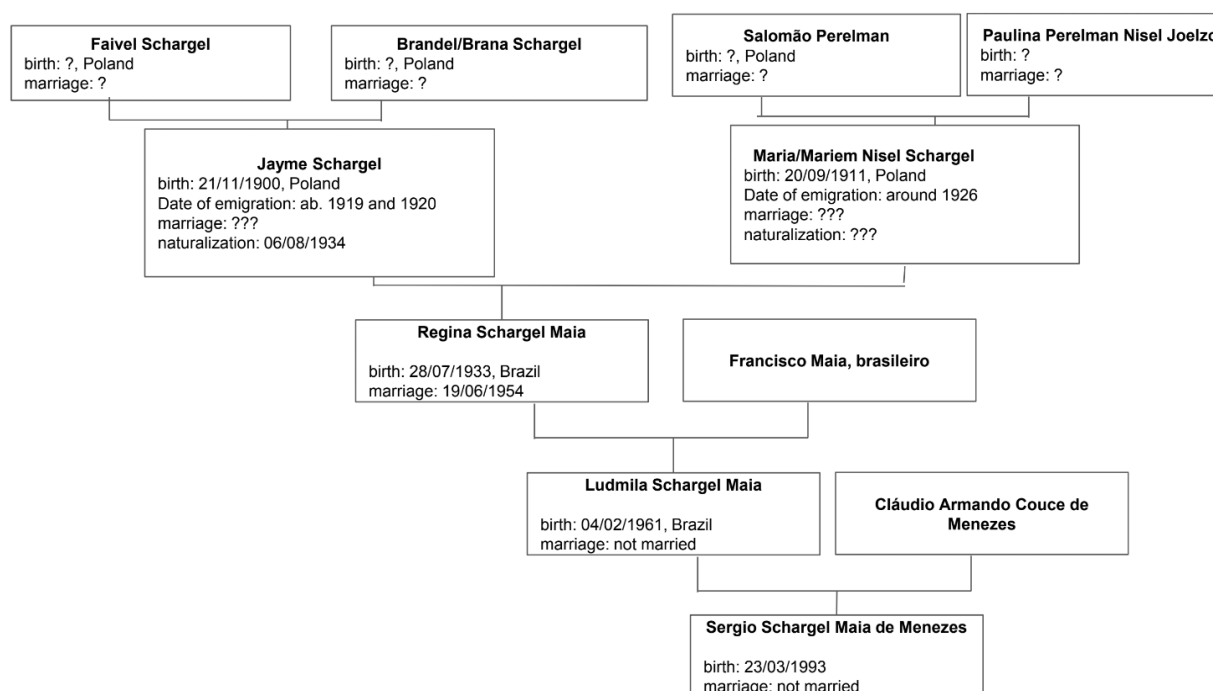 Faivel Schargel
birth: ?, Poland
marriage: ?
Brandel/Brana Schargel
birth: ?, Poland
marriage: ?
Salomão Perelman
birth: ?, Poland
marriage: ?
Paulina Perelman Nisel
birth: ?
marriage: ?
Jayme Schargel
birth: 21/11/1900, Poland
Date of emigration: ab. 1919 and 1920
marriage: ???
naturalization: 06/08/1934
Maria/Mariem Nisel Schargel
birth: 20/09/1911, Poland
Date of emigration: around 1926
marriage: ???
naturalization: ???
Regina Schargel Maia
birth: 28/07/1933, Brazil
marriage: 19/06/1954
Francisco Maia, brasileiro
Ludmila Schargel Maia
birth: 04/02/1961, Brazil
marriage: not married
Cláudio Armando Couce de
Menezes
Sergio Schargel Maia de Menezes
birth: 23/03/1993
marriage: not married